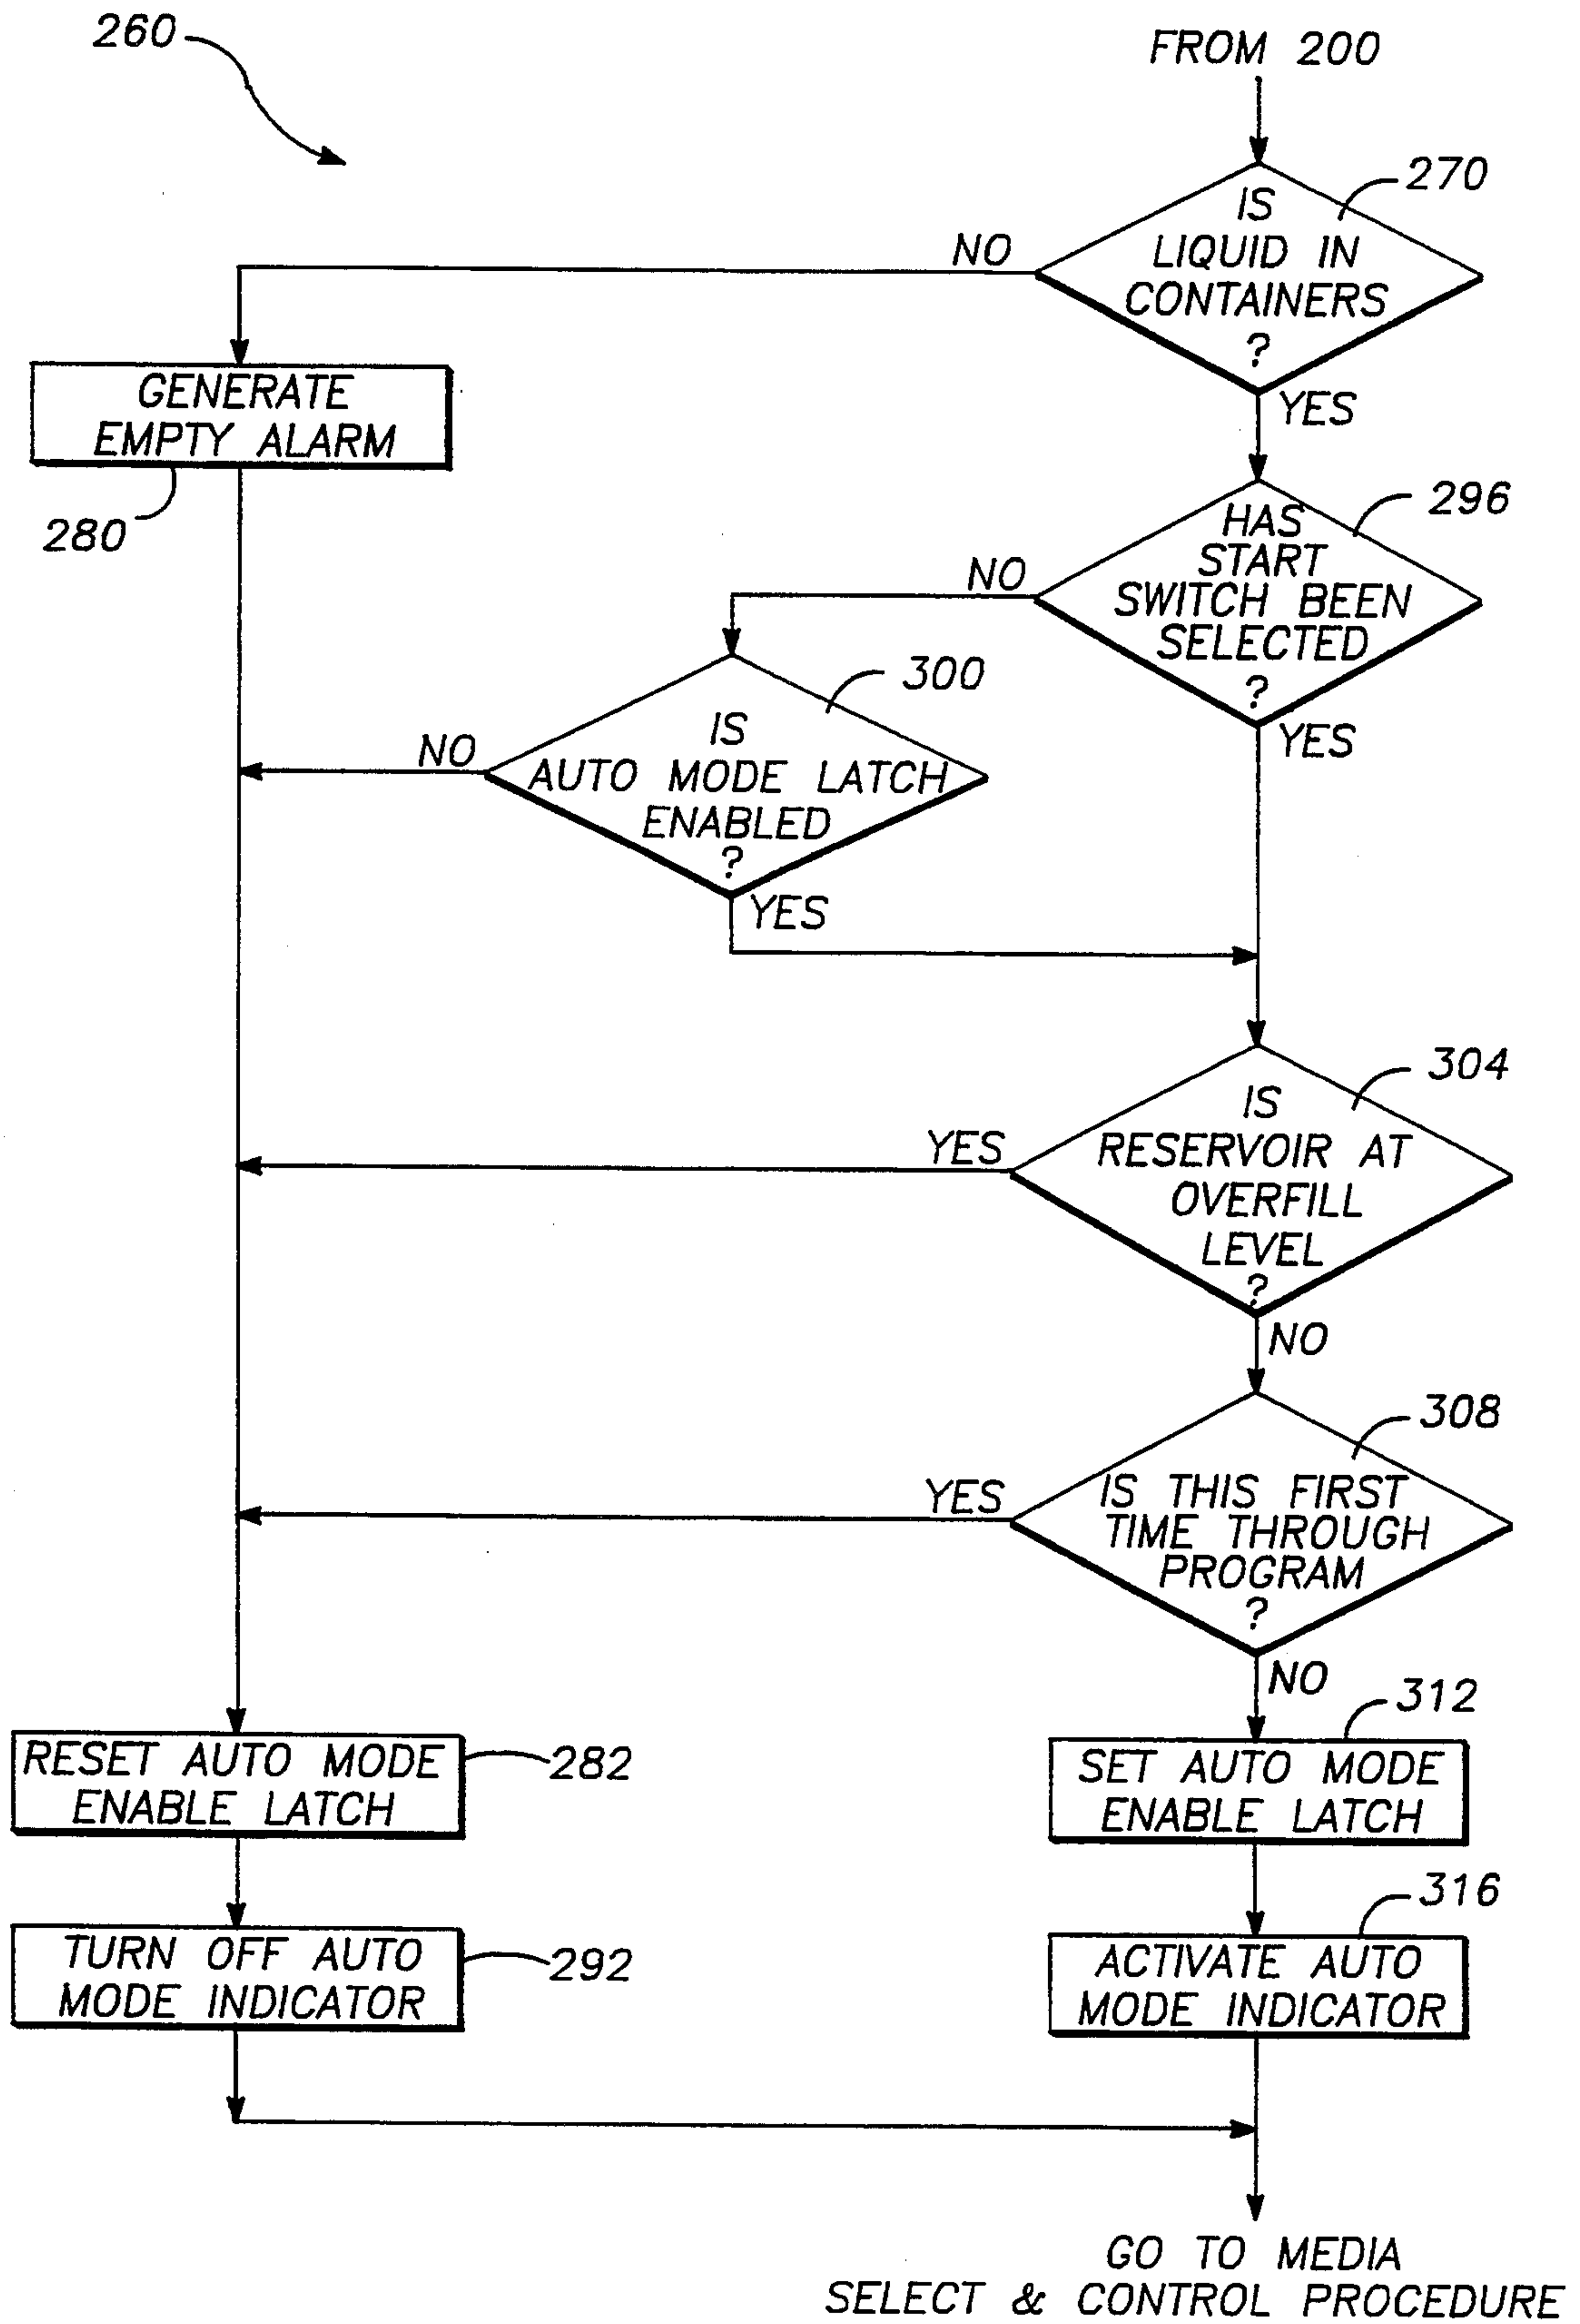 260
FROM 200
270
IS
LIQUID IN
CONTAINERS
?
NO
YES
GENERATE
EMPTY ALARM
280
296
HAS
START
SWITCH BEEN
SELECTED
?
NO
YES
300
IS
AUTO MODE LATCH
ENABLED
?
NO
YES
304
IS
RESERVOIR AT
OVERFILL
LEVEL
?
YES
NO
308
IS THIS FIRST
TIME THROUGH
PROGRAM
?
YES
NO
RESET AUTO MODE
ENABLE LATCH
282
312
SET AUTO MODE
ENABLE LATCH
TURN OFF AUTO
MODE INDICATOR
292
316
ACTIVATE AUTO
MODE INDICATOR
GO TO MEDIA
SELECT & CONTROL PROCEDURE